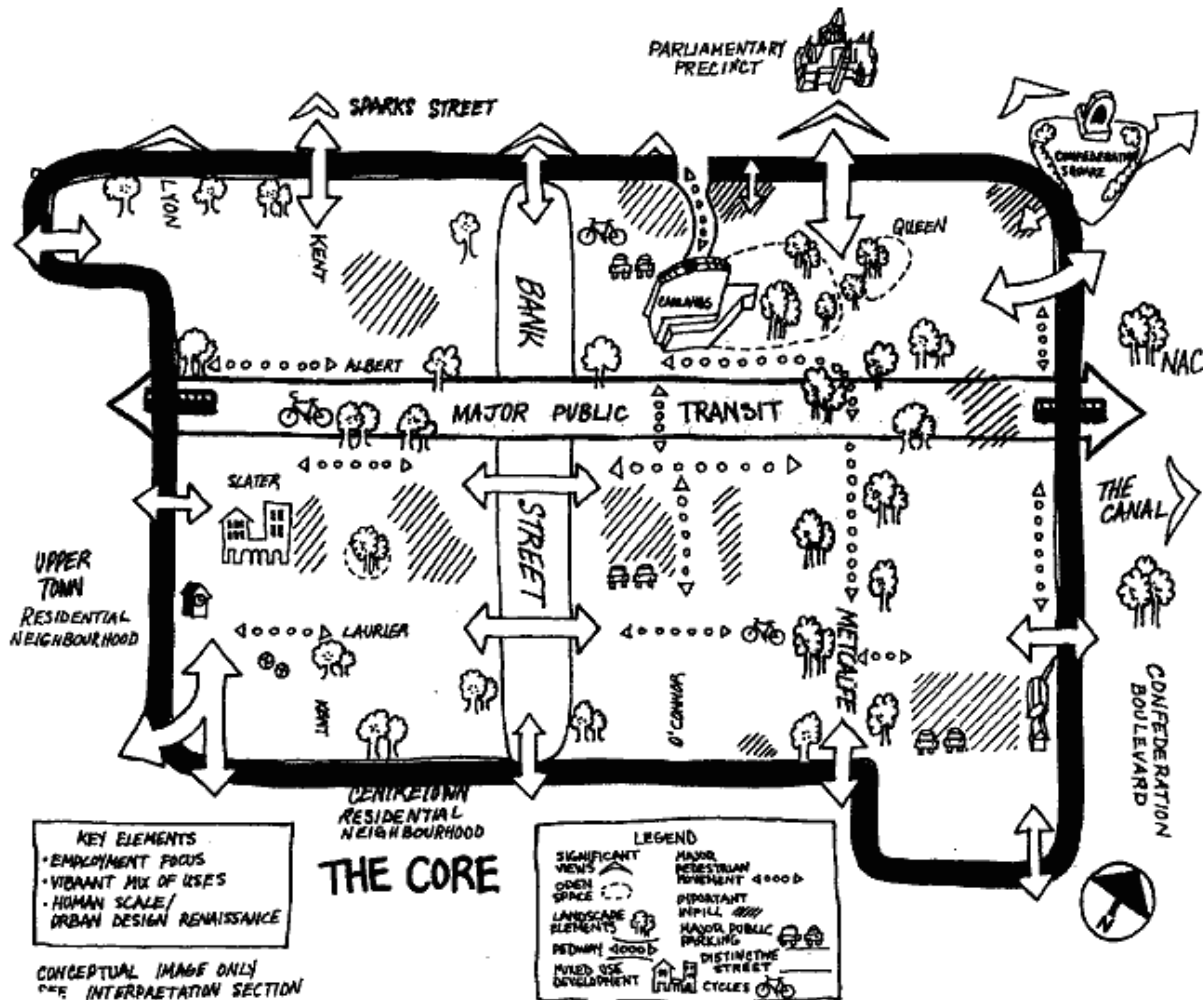 PARLIAMENTARY
PRECINCT
SPARKS STREET
CONFEDERATION
SQUARE
LYON
KENT
QUEEN
BANK
STREET
ALBERT
NAC
MAJOR PUBLIC TRANSIT
SLATER
THE
CANAL
UPPER
TOWN
RESIDENTIAL
NEIGHBOURHOOD
LAURIER
METCALFE
KENT
O'CONNOR
CONFEDERATION
BOULEVARD
CENTRETOWN
RESIDENTIAL
NEIGHBOURHOOD
THE CORE
KEY ELEMENTS
• EMPLOYMENT FOCUS
• VIBRANT MIX OF USES
• HUMAN SCALE/
URBAN DESIGN RENAISSANCE
CONCEPTUAL IMAGE ONLY
SEE INTERPRETATION SECTION
LEGEND
SIGNIFICANT
VIEWS
OPEN
SPACE
LANDSCAPE
ELEMENTS
PEDWAY
MIXED USE
DEVELOPMENT
MAJOR
PEDESTRIAN
MOVEMENT
IMPORTANT
INFILL
MAJOR PUBLIC
PARKING
DISTINCTIVE
STREET
CYCLES
N